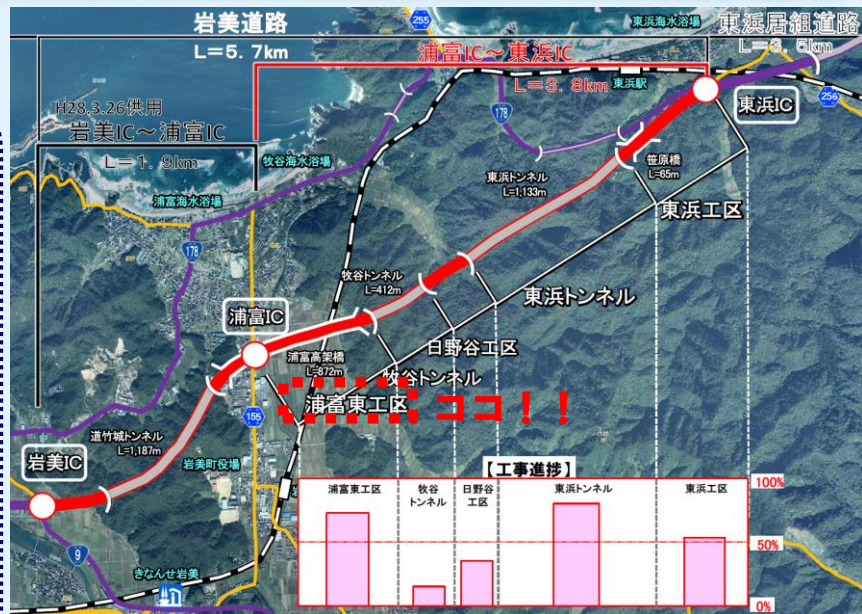 岩美道路
L=5.7km
255
東浜海水浴場
東浜居組道路
L=3.5km
浦富IC～東浜IC
L=3.8km
東浜駅
H28.3.26供用
岩美IC～浦富IC
L=1.9km
178
東浜IC
256
牧谷海水浴場
笹原橋
L=65m
東浜トンネル
L=1,133m
浦富海水浴場
東浜工区
178
牧谷トンネル
L=412m
東浜トンネル
浦富IC
日野谷工区
浦富高架橋
L=872m
牧谷トンネル
浦富東工区
ココ！！
155
道竹城トンネル
L=1,187m
岩美IC
岩美町役場
【工事進捗】
浦富東工区
牧谷
トンネル
日野谷
工区
東浜トンネル
東浜工区
100%
50%
0%
9
きなんせ岩美